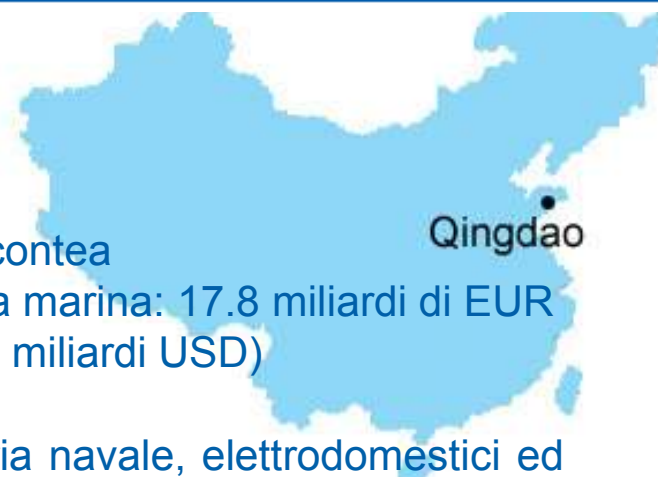 Qingdao
contea
a marina: 17.8 miliardi di EUR
miliardi USD)
ia navale, elettrodomestici ed